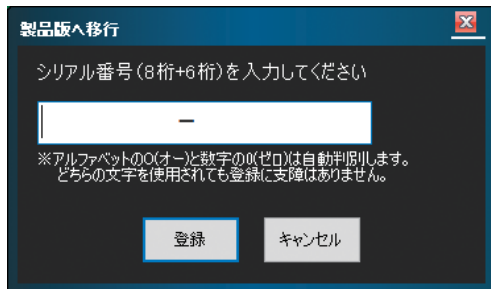 製品版へ移行
シリアル番号(8桁+6桁)を入力してください
ー
※アルファベットのO(オー)と数字の0(ゼロ)は自動判別します。
どちらの文字を使用されても登録に支障はありません。
登録 キャンセル